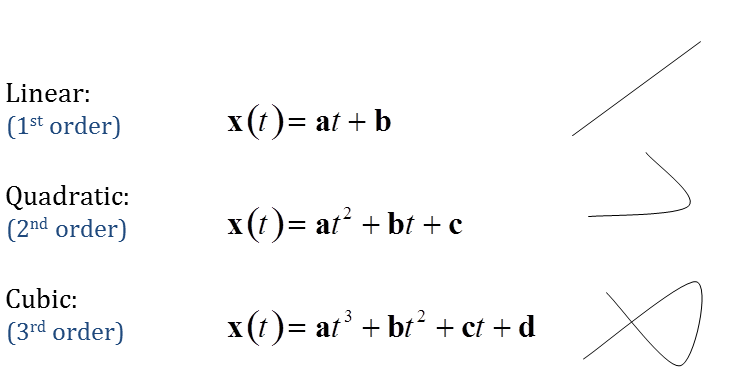 Linear:
(1st order)
x(t) = at + b
Quadratic:
(2nd order)
x(t) = at² + bt + c
Cubic:
(3rd order)
x(t) = at³ + bt² + ct + d